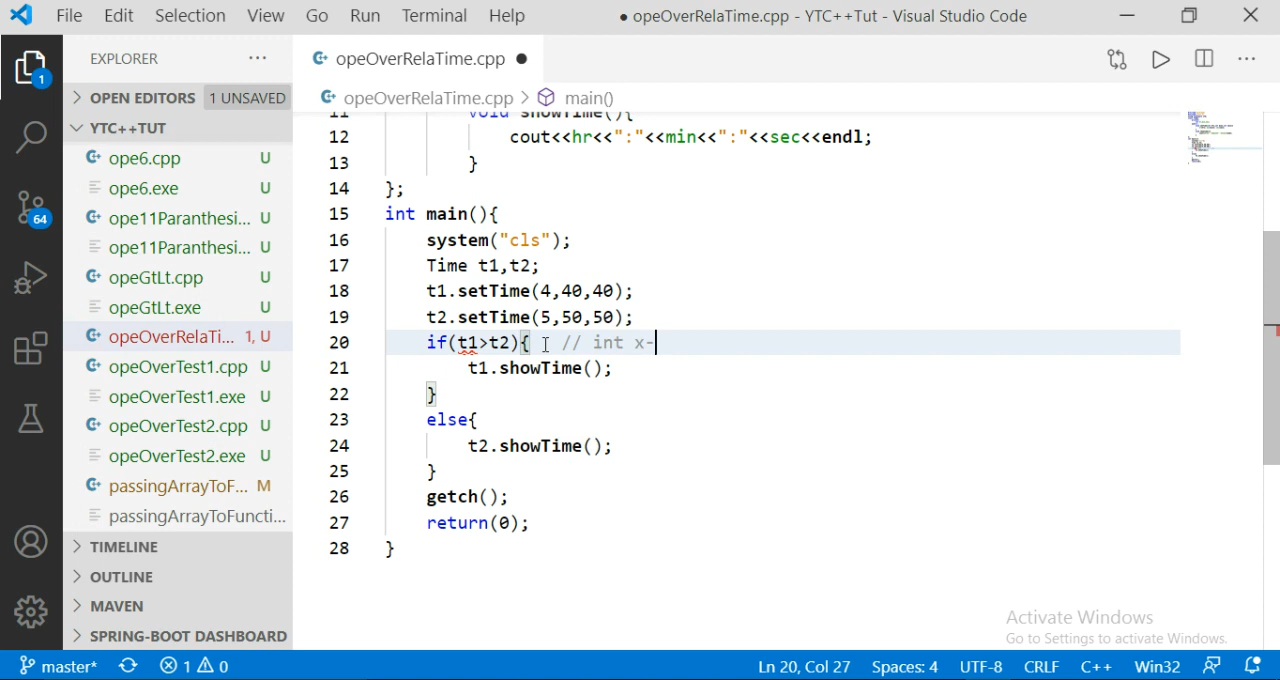 File Edit Selection View Go Run Terminal Help ● opeOverRelaTime.cpp - YTC++Tut - Visual Studio Code
EXPLORER ···
opeOverRelaTime.cpp ●
OPEN EDITORS 1 UNSAVED
opeOverRelaTime.cpp > main()
YTC++TUT
ope6.cpp U
ope6.exe U
ope11Paranthesi... U
ope11Paranthesi... U
opeGtLt.cpp U
opeGtLt.exe U
opeOverRelaTi... 1, U
opeOverTest1.cpp U
opeOverTest1.exe U
opeOverTest2.cpp U
opeOverTest2.exe U
passingArrayToF... M
passingArrayToFuncti...
TIMELINE
OUTLINE
MAVEN
SPRING-BOOT DASHBOARD
1
64
11 void showTime(){
12 cout<<hr<<":"<<min<<":"<<sec<<endl;
13 }
14 };
15 int main(){
16 system("cls");
17 Time t1,t2;
18 t1.setTime(4,40,40);
19 t2.setTime(5,50,50);
20 if(t1>t2){ // int x-
21 t1.showTime();
22 }
23 else{
24 t2.showTime();
25 }
26 getch();
27 return(0);
28 }
Activate Windows
Go to Settings to activate Windows.
master* 1 0 Ln 20, Col 27 Spaces: 4 UTF-8 CRLF C++ Win32